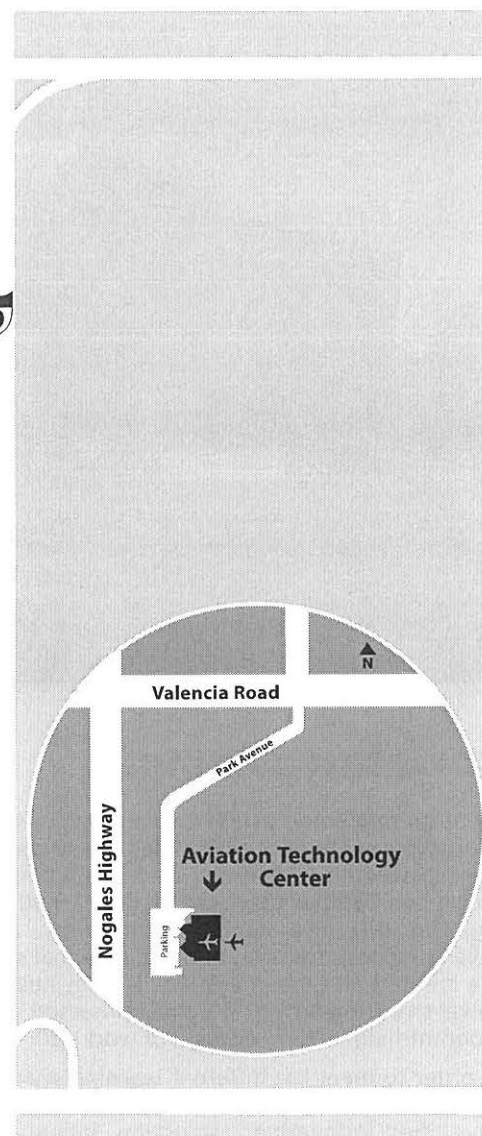 N
Valencia Road
Park Avenue
Nogales Highway
Aviation Technology
Center
Parking